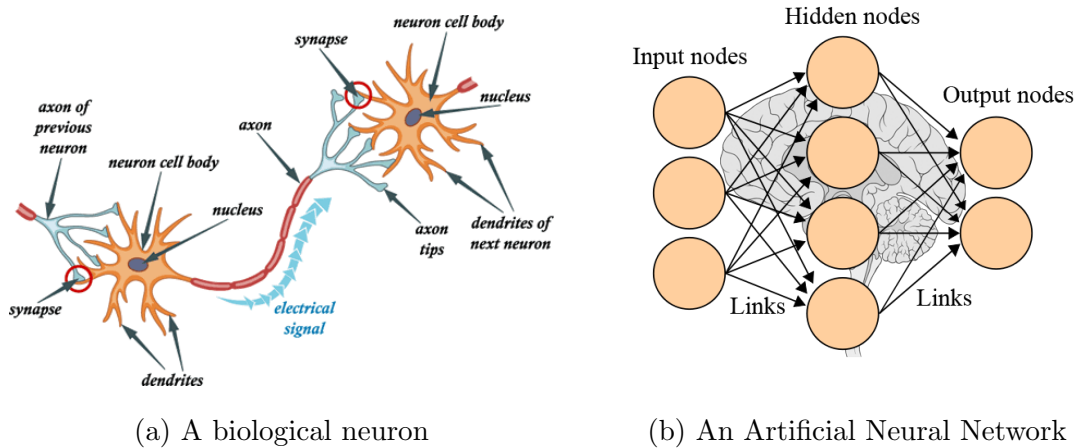 synapse
neuron cell body
nucleus
axon of
previous
neuron
neuron cell body
nucleus
axon
axon
tips
dendrites of
next neuron
synapse
electrical
signal
dendrites
(a) A biological neuron
Hidden nodes
Input nodes
Output nodes
Links
Links
(b) An Artificial Neural Network